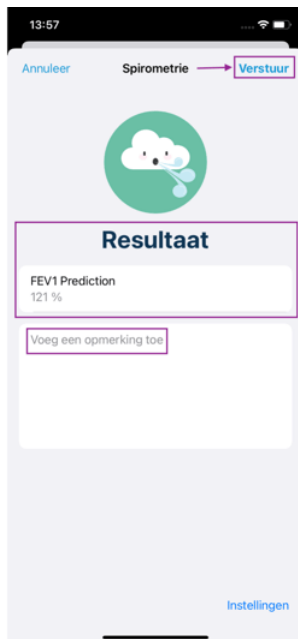 13:57
Annuleer Spirometrie Verstuur
Resultaat
FEV1 Prediction
121 %
Voeg een opmerking toe
Instellingen